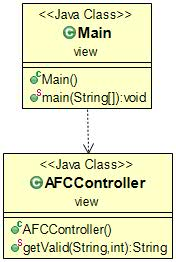 <<Java Class>>
Main
view
Main()
main(String[]):void
<<Java Class>>
AFCController
view
AFCController()
getValid(String,int):String